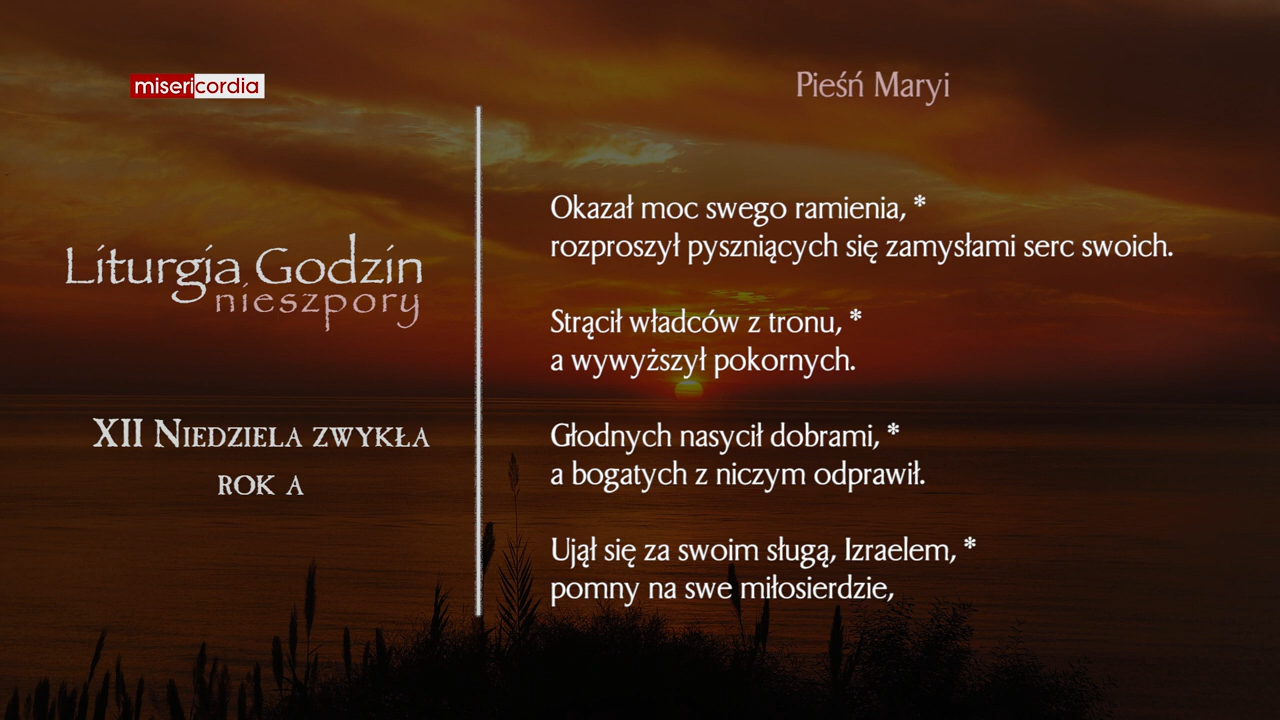 misericordia
Pieśń Maryi
Liturgia Godzin
nieszpory
XII Niedziela zwykła
rok A
Okazał moc swego ramienia, *
rozproszył pyszniących się zamysłami serc swoich.
Strącił władców z tronu, *
a wywyższył pokornych.
Głodnych nasycił dobrami, *
a bogatych z niczym odprawił.
Ujął się za swoim sługą, Izraelem, *
pomny na swe miłosierdzie,